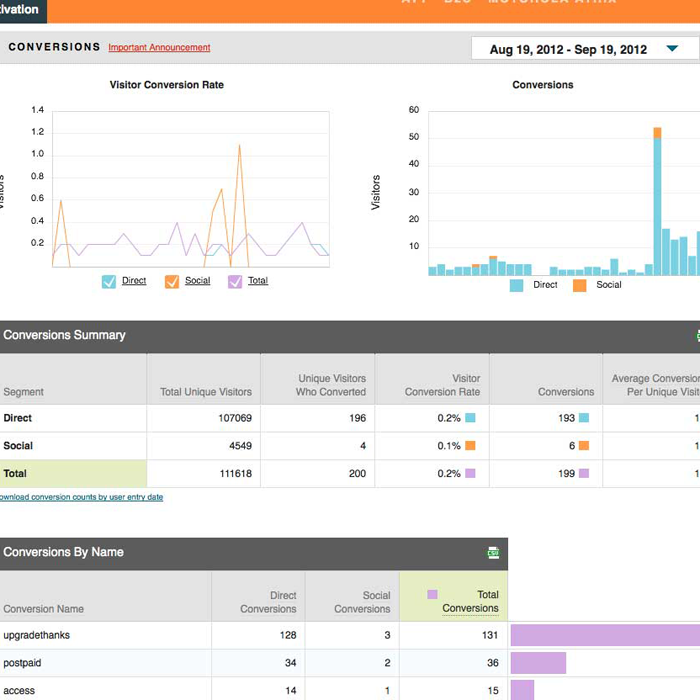 ivation
CONVERSIONS Important Announcement
Aug 19, 2012 - Sep 19, 2012
Visitor Conversion Rate
1.4
1.2
1.0
0.8
0.6
0.4
0.2
Visitors
Direct Social Total
Conversions
60
50
40
30
20
10
Visitors
Direct Social
Conversions Summary
Segment Total Unique Visitors Unique Visitors Who Converted Visitor Conversion Rate Conversions Average Conversion Per Unique Visit
Direct 107069 196 0.2% 193 1
Social 4549 4 0.1% 6 1
Total 111618 200 0.2% 199 1
ownload conversion counts by user entry date
Conversions By Name
Conversion Name Direct Conversions Social Conversions Total Conversions
upgradethanks 128 3 131
postpaid 34 2 36
access 14 1 15